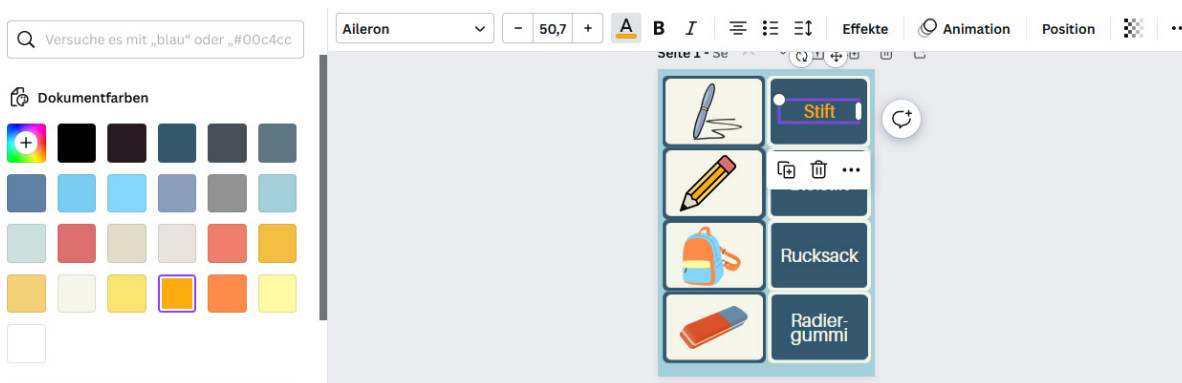 Versuche es mit „blau" oder „#00c4cc
Aileron
– 50,7 +
A B I
Effekte
Animation
Position
Seite 1 - Se
Dokumentfarben
Stift
Rucksack
Radier-
gummi